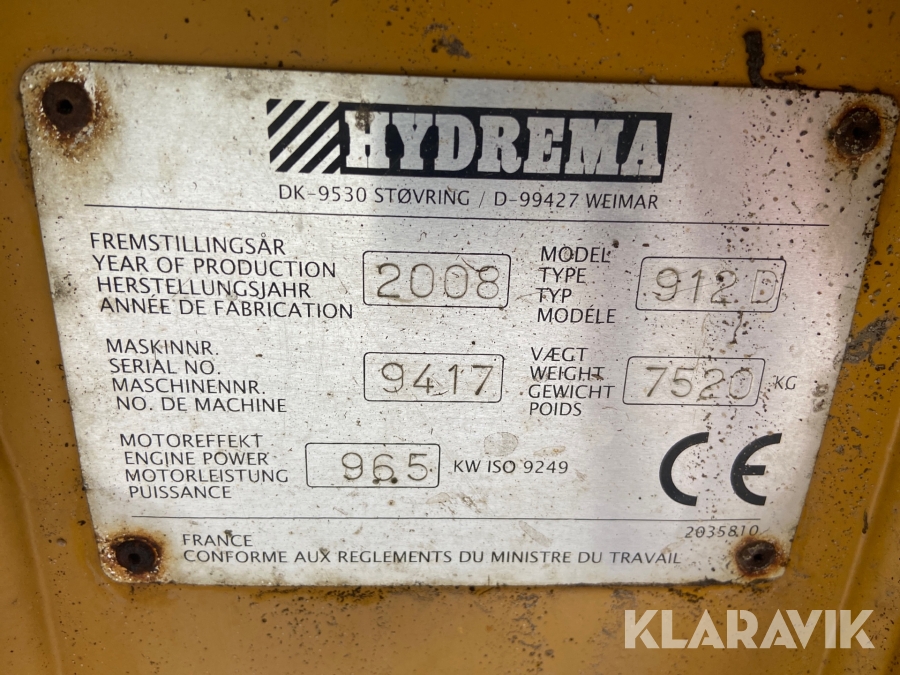 HYDREMA
DK-9530 STØVRING / D-99427 WEIMAR
FREMSTILLINGSÅR
YEAR OF PRODUCTION
HERSTELLUNGSJAHR
ANNÉE DE FABRICATION
2008
MODEL
TYPE
TYP
MODÉLE
912 D
MASKINNR.
SERIAL NO.
MASCHINENNR.
NO. DE MACHINE
9417
VÆGT
WEIGHT
GEWICHT
POIDS
7520 KG
MOTOREFFEKT
ENGINE POWER
MOTORLEISTUNG
PUISSANCE
96.5 KW ISO 9249
CE
2035810
FRANCE
CONFORME AUX REGLEMENTS DU MINISTRE DU TRAVAIL
KLARAVIK